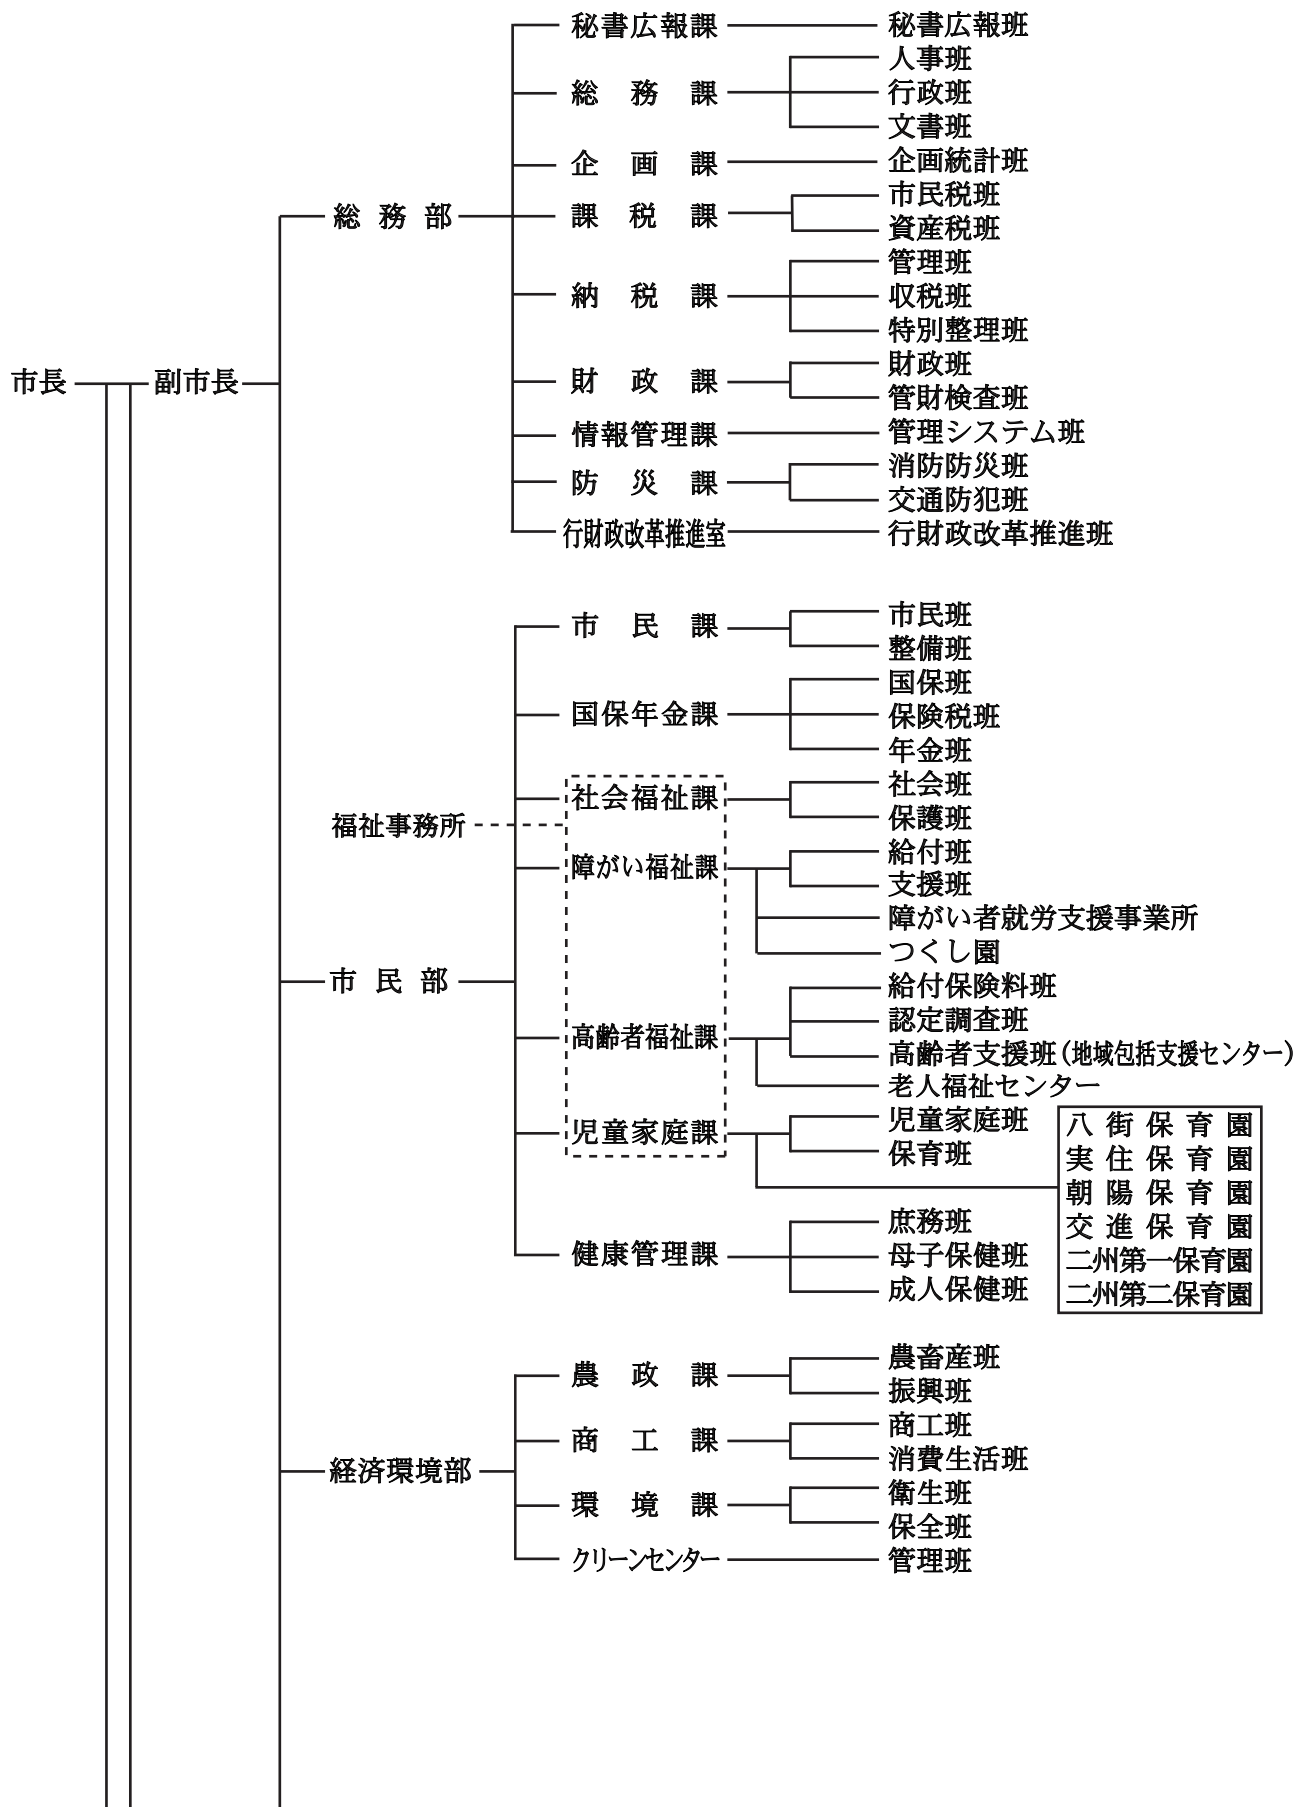 市長
副市長
総務部
秘書広報課
秘書広報班
総務課
人事班
行政班
文書班
企画課
企画統計班
課税課
市民税班
資産税班
納税課
管理班
収税班
特別整理班
財政課
財政班
管財検査班
情報管理課
管理システム班
防災課
消防防災班
交通防犯班
行財政改革推進室
行財政改革推進班
福祉事務所
市民部
市民課
市民班
整備班
国保年金課
国保班
保険税班
年金班
社会福祉課
社会班
保護班
障がい福祉課
給付班
支援班
障がい者就労支援事業所
つくし園
高齢者福祉課
給付保険料班
認定調査班
高齢者支援班(地域包括支援センター)
老人福祉センター
児童家庭課
児童家庭班
保育班
八街保育園
実住保育園
朝陽保育園
交進保育園
二州第一保育園
二州第二保育園
健康管理課
庶務班
母子保健班
成人保健班
経済環境部
農政課
農畜産班
振興班
商工課
商工班
消費生活班
環境課
衛生班
保全班
クリーンセンター
管理班